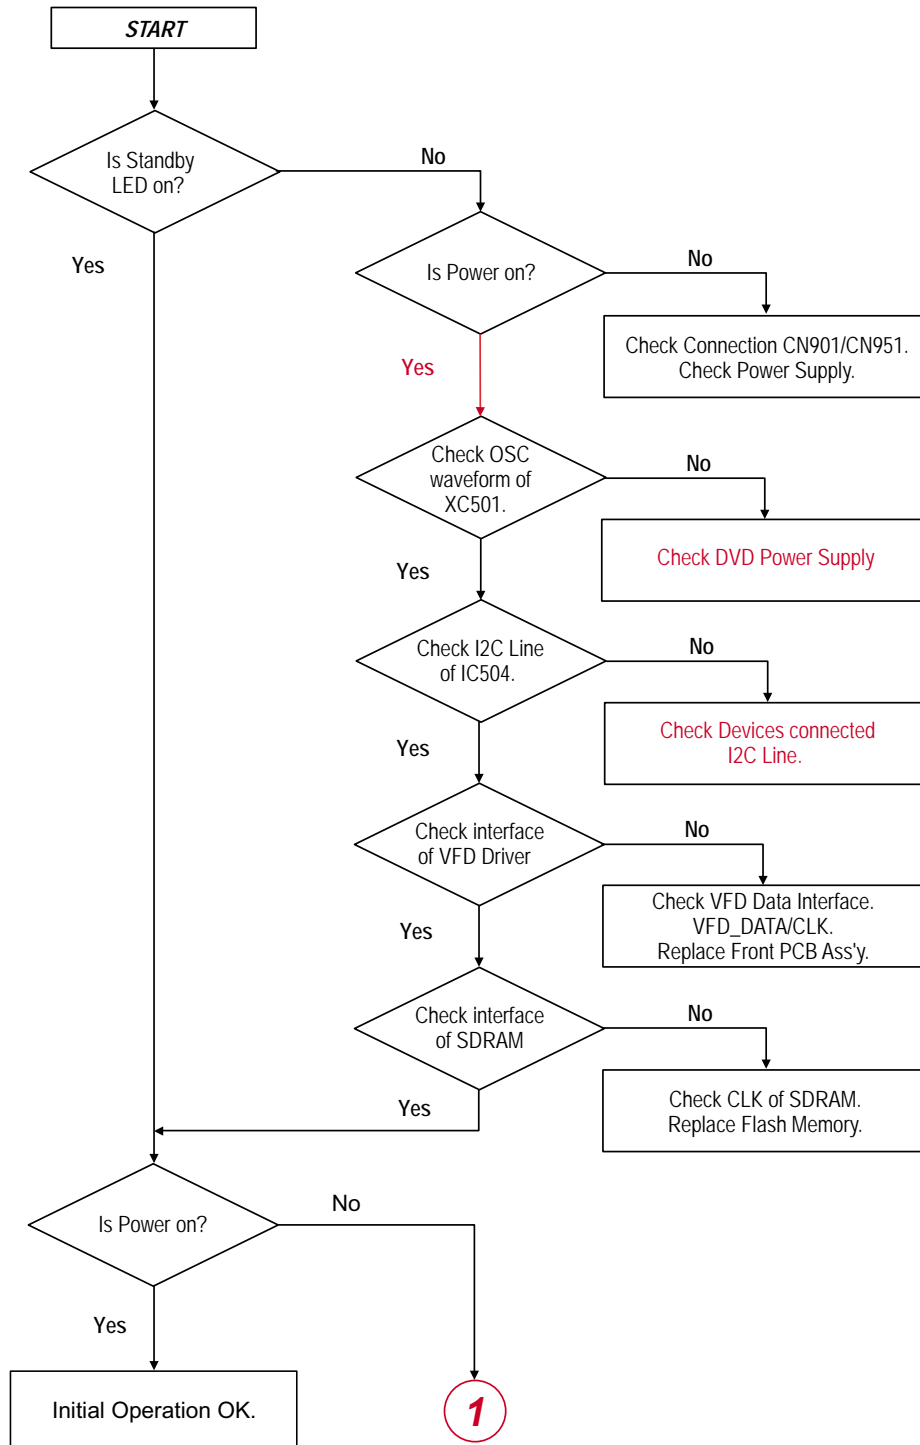 START
Is Standby
LED on?
No
Yes
Is Power on?
No
Check Connection CN901/CN951.
Check Power Supply.
Yes
Check OSC
waveform of
XC501.
No
Check DVD Power Supply
Yes
Check I2C Line
of IC504.
No
Check Devices connected
I2C Line.
Yes
Check interface
of VFD Driver
No
Check VFD Data Interface.
VFD_DATA/CLK.
Replace Front PCB Ass'y.
Yes
Check interface
of SDRAM
No
Check CLK of SDRAM.
Replace Flash Memory.
Yes
Is Power on?
No
Yes
Initial Operation OK.
1